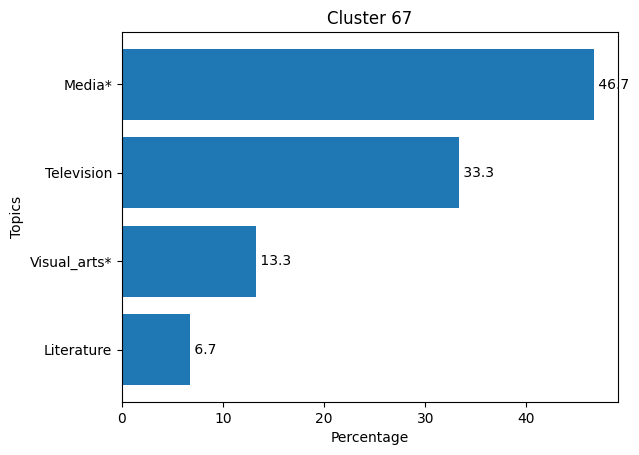 Cluster 67
Topics
Media*
46.7
Television
33.3
Visual_arts*
13.3
Literature
6.7
0 10 20 30 40
Percentage